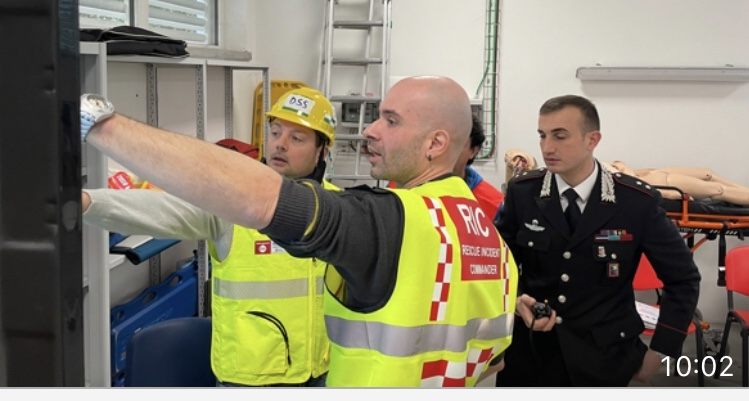 DSS
RIC
RESCUE INCIDENT
COMMANDER
10:02